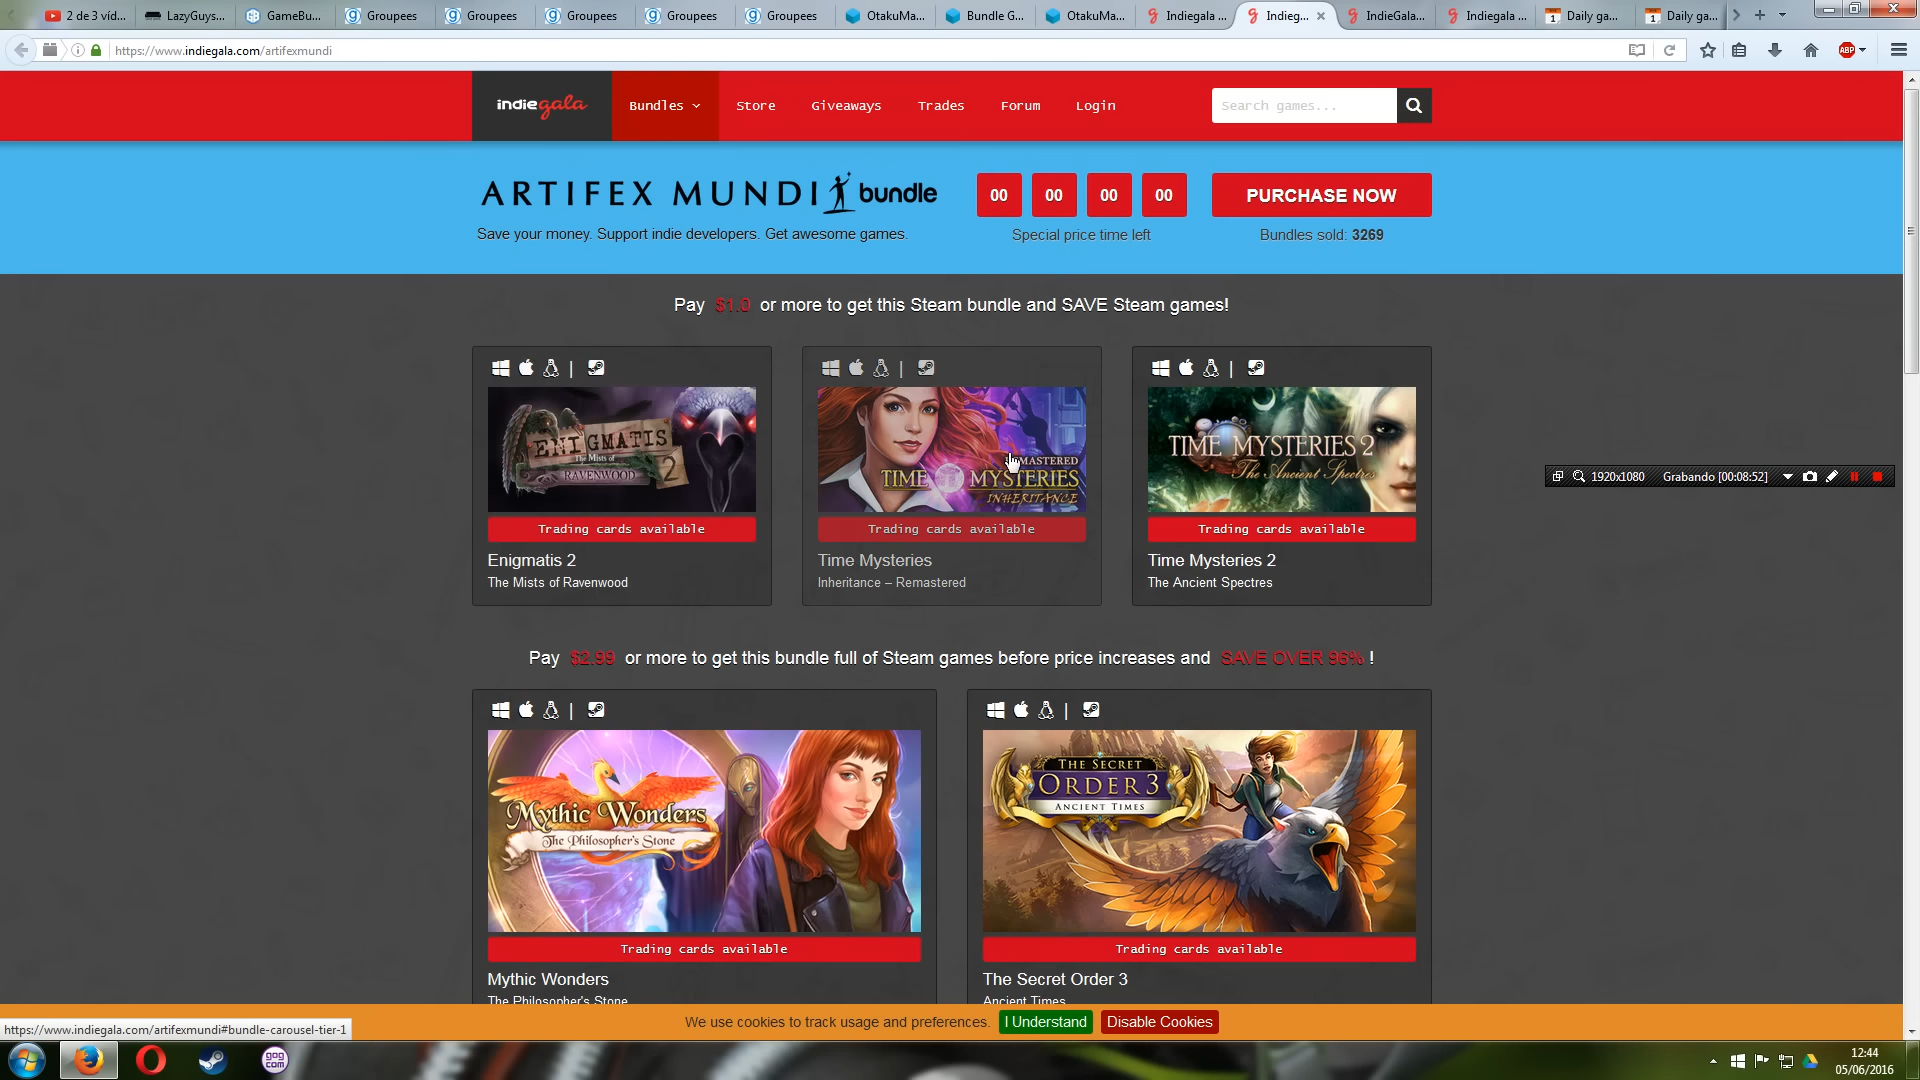 2 de 3 víd...
LazyGuys...
GameBu...
Groupees
Groupees
Groupees
Groupees
Groupees
OtakuMa...
Bundle G...
OtakuMa...
Indiegala ...
Indieg...
IndieGala...
Indiegala ...
Daily ga...
Daily ga...
https://www.indiegala.com/artifexmundi
ABP
indiegala
Bundles
Store
Giveaways
Trades
Forum
Login
Search games...
ARTIFEX MUNDI bundle
00 00 00 00
PURCHASE NOW
Save your money. Support indie developers. Get awesome games.
Special price time left
Bundles sold: 3269
Pay $1.0 or more to get this Steam bundle and SAVE Steam games!
ENIGMATIS 2
The Mists of
RAVENWOOD
REMASTERED
TIME MYSTERIES
INHERITANCE
TIME MYSTERIES 2
The Ancient Spectres
1920x1080
Grabando [00:08:52]
Trading cards available
Trading cards available
Trading cards available
Enigmatis 2
The Mists of Ravenwood
Time Mysteries
Inheritance – Remastered
Time Mysteries 2
The Ancient Spectres
Pay $2.99 or more to get this bundle full of Steam games before price increases and SAVE OVER 96% !
MYTHIC WONDERS
The Philosopher's Stone
THE SECRET
ORDER 3
ANCIENT TIMES
Trading cards available
Trading cards available
Mythic Wonders
The Philosopher's Stone
The Secret Order 3
Ancient Times
We use cookies to track usage and preferences.
I Understand
Disable Cookies
https://www.indiegala.com/artifexmundi#bundle-carousel-tier-1
gog
com
12:44
05/06/2016